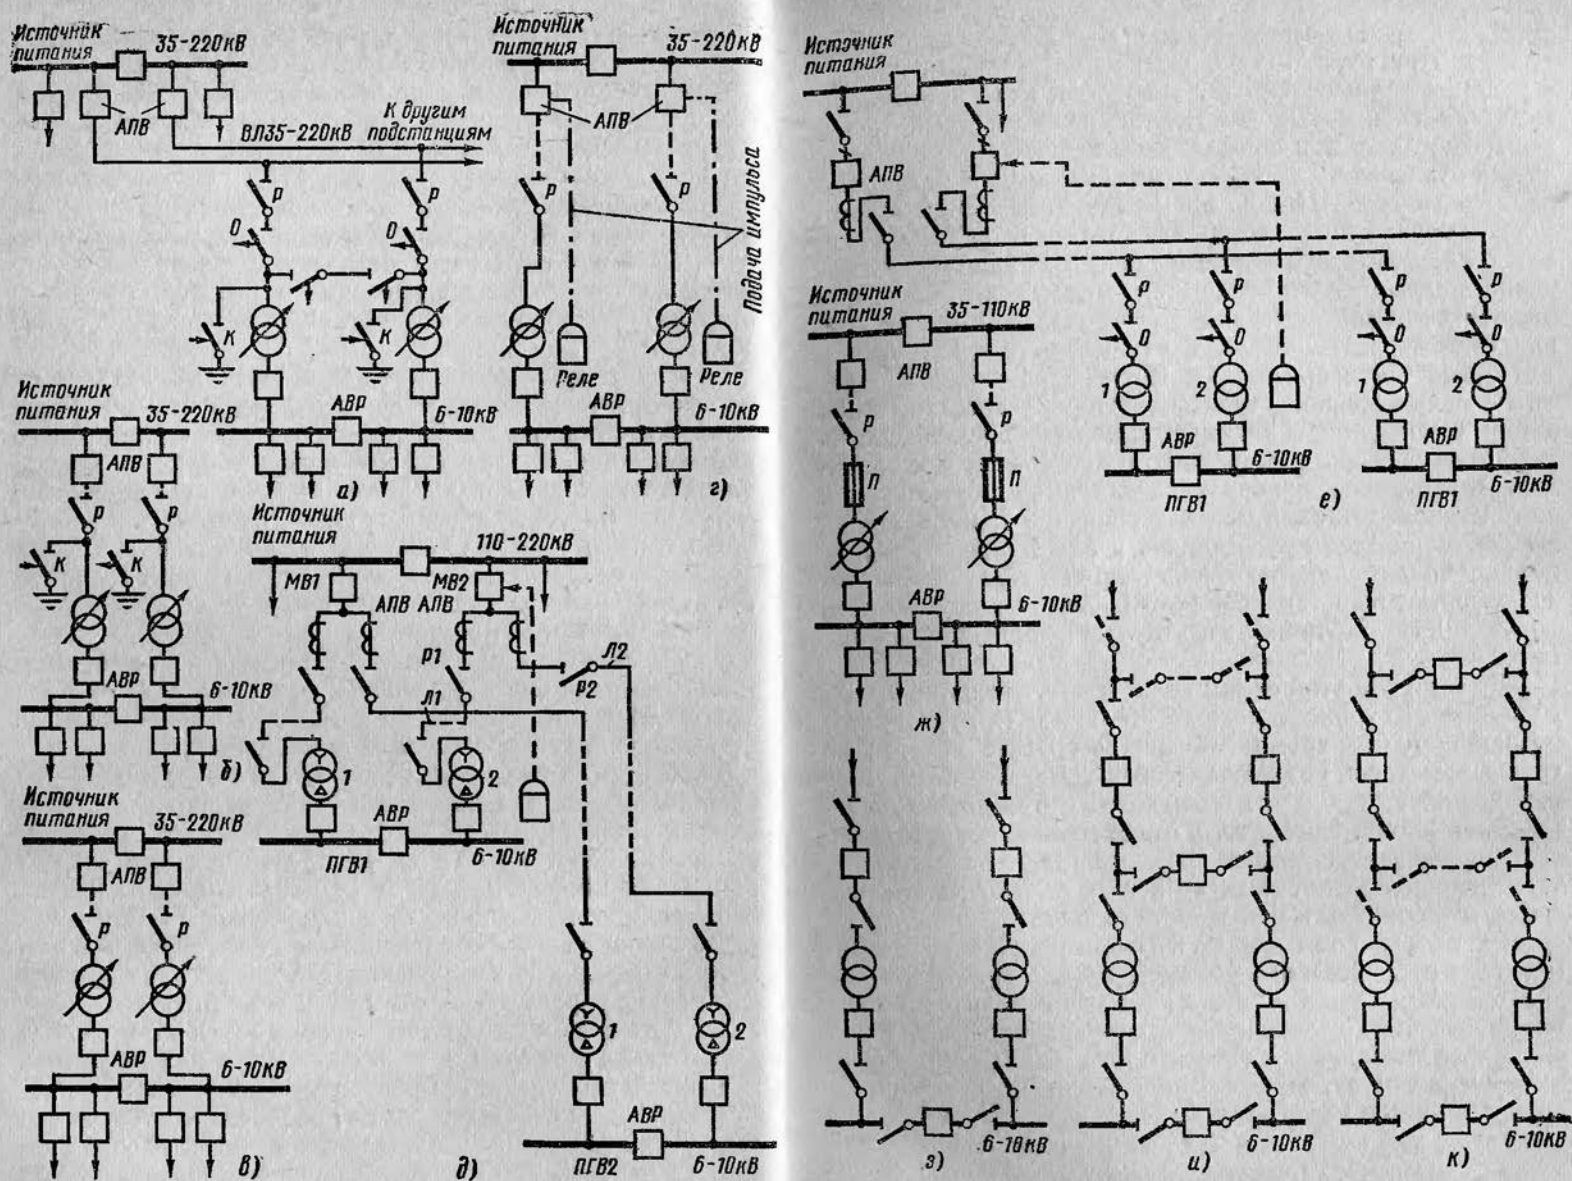 Источник
питания
35-220кВ
АПВ
ВЛ35-220кВ
К другим
подстанциям
Р
Р
О
О
К
К
АВР
6-10кВ
а)
Источник
питания
35-220кВ
АПВ
Р
Р
Подача импульса
Реле
Реле
АВР
6-10кВ
г)
Источник
питания
35-220кВ
АПВ
Р
Р
К
К
АВР
6-10кВ
б)
Источник
питания
35-220кВ
АПВ
Р
Р
АВР
6-10кВ
в)
Источник
питания
110-220кВ
МВ1
МВ2
АПВ
АПВ
Р1
Л2
Р2
Л1
1
2
АВР
ПГВ1
6-10кВ
1
2
АВР
ПГВ2
6-10кВ
д)
Источник
питания
АПВ
Р
Р
Р
Р
О
О
О
О
1
2
1
2
АВР
6-10кВ
ПГВ1
АВР
6-10кВ
ПГВ1
е)
Источник
питания
35-110кВ
АПВ
Р
Р
П
П
АВР
6-10кВ
ж)
6-10кВ
з)
6-10кВ
и)
6-10кВ
к)